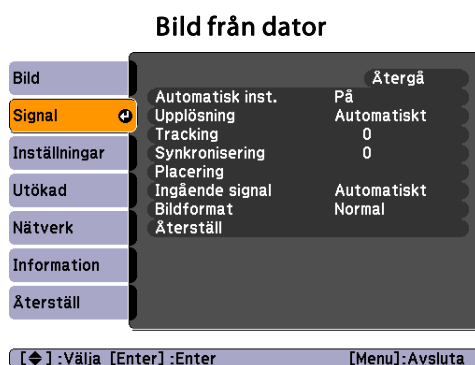 Bild från dator
Bild
Signal
Inställningar
Utökad
Nätverk
Information
Återställ
Återgå
Automatisk inst. På
Upplösning Automatiskt
Tracking 0
Synkronisering 0
Placering
Ingående signal Automatiskt
Bildformat Normal
Återställ
[◆] :Välja [Enter] :Enter [Menu]:Avsluta